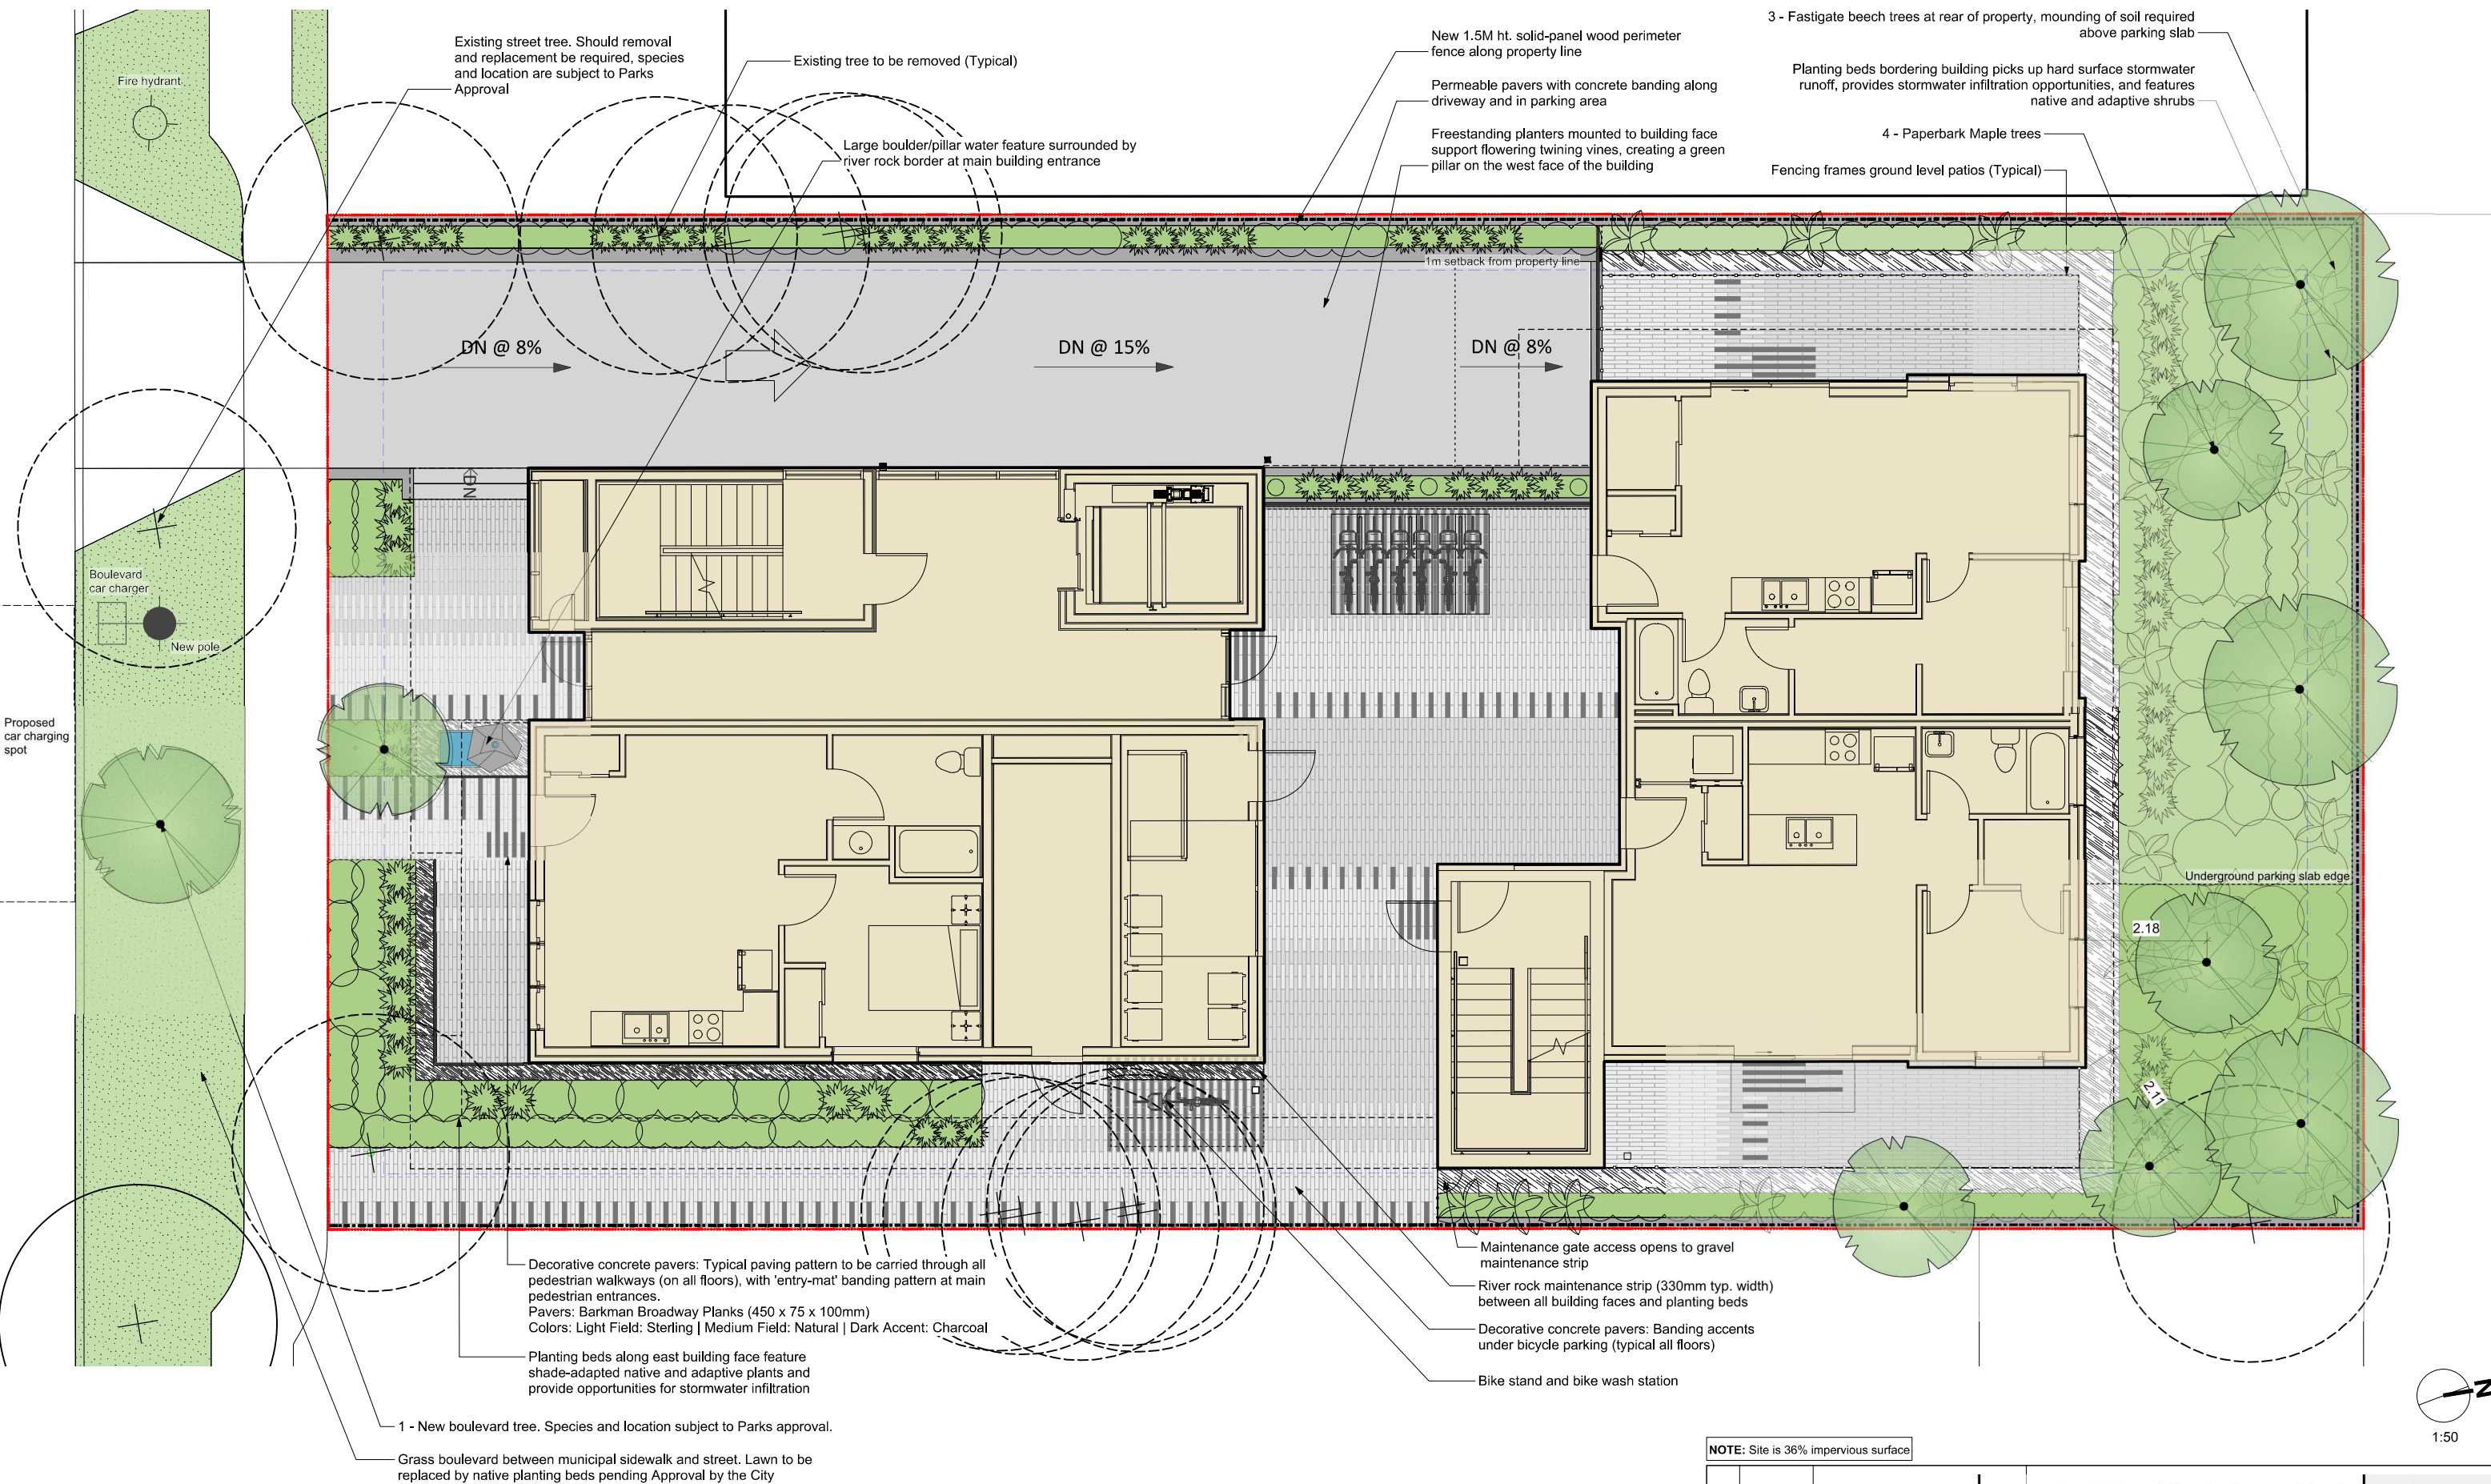 Fire hydrant
Existing street tree. Should removal
and replacement be required, species
and location are subject to Parks
Approval
Existing tree to be removed (Typical)
Large boulder/pillar water feature surrounded by
river rock border at main building entrance
New 1.5M ht. solid-panel wood perimeter
fence along property line
Permeable pavers with concrete banding along
driveway and in parking area
Freestanding planters mounted to building face
support flowering twining vines, creating a green
pillar on the west face of the building
3 - Fastigate beech trees at rear of property, mounding of soil required
above parking slab
Planting beds bordering building picks up hard surface stormwater
runoff, provides stormwater infiltration opportunities, and features
native and adaptive shrubs
4 - Paperbark Maple trees
Fencing frames ground level patios (Typical)
1m setback from property line
DN @ 8%
DN @ 15%
DN @ 8%
DN
Boulevard
car charger
New pole
Proposed
car charging
spot
Underground parking slab edge
2.18
2.11
Decorative concrete pavers: Typical paving pattern to be carried through all
pedestrian walkways (on all floors), with 'entry-mat' banding pattern at main
pedestrian entrances.
Pavers: Barkman Broadway Planks (450 x 75 x 100mm)
Colors: Light Field: Sterling | Medium Field: Natural | Dark Accent: Charcoal
Planting beds along east building face feature
shade-adapted native and adaptive plants and
provide opportunities for stormwater infiltration
1 - New boulevard tree. Species and location subject to Parks approval.
Grass boulevard between municipal sidewalk and street. Lawn to be
replaced by native planting beds pending Approval by the City
Maintenance gate access opens to gravel
maintenance strip
River rock maintenance strip (330mm typ. width)
between all building faces and planting beds
Decorative concrete pavers: Banding accents
under bicycle parking (typical all floors)
Bike stand and bike wash station
N
1:50
NOTE: Site is 36% impervious surface